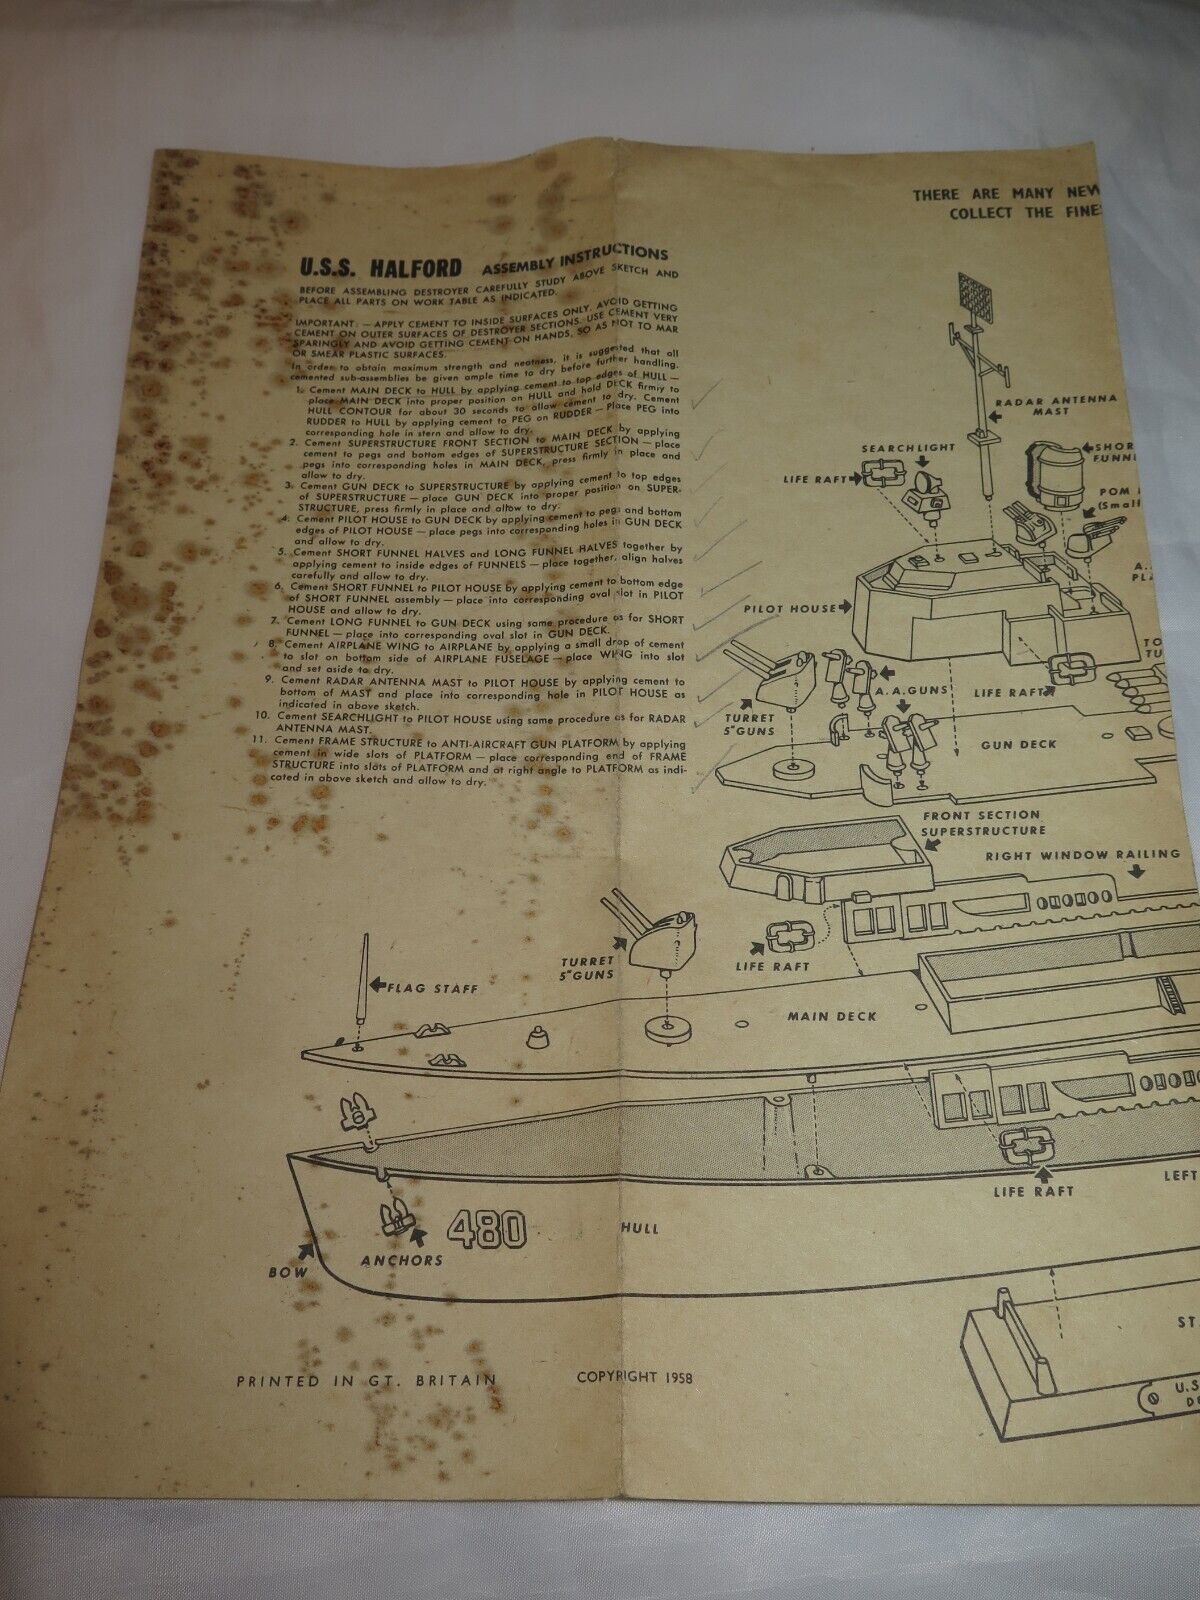 THERE ARE MANY NEW
COLLECT THE FINES
U.S.S. HALFORD ASSEMBLY INSTRUCTIONS
BEFORE ASSEMBLING DESTROYER CAREFULLY STUDY ABOVE SKETCH AND
PLACE ALL PARTS ON WORK TABLE AS INDICATED.
IMPORTANT: — APPLY CEMENT TO INSIDE SURFACES ONLY. AVOID GETTING
CEMENT ON OUTER SURFACES OF DESTROYER SECTIONS. USE CEMENT VERY
SPARINGLY AND AVOID GETTING CEMENT ON HANDS, SO AS NOT TO MAR
OR SMEAR PLASTIC SURFACES.
In order to obtain maximum strength and neatness, it is suggested that all
cemented sub-assemblies be given ample time to dry before further handling.
1. Cement MAIN DECK to HULL by applying cement to top edges of HULL —
place MAIN DECK into proper position on HULL and hold DECK firmly to
HULL CONTOUR for about 30 seconds to allow cement to dry. Cement
RUDDER to HULL by applying cement to PEG on RUDDER — Place PEG into
corresponding hole in stern and allow to dry.
2. Cement SUPERSTRUCTURE FRONT SECTION to MAIN DECK by applying
cement to pegs and bottom edges of SUPERSTRUCTURE SECTION — place
pegs into corresponding holes in MAIN DECK, press firmly in place and
allow to dry.
3. Cement GUN DECK to SUPERSTRUCTURE by applying cement to top edges
of SUPERSTRUCTURE — place GUN DECK into proper position on SUPER-
STRUCTURE, press firmly in place and allow to dry.
4. Cement PILOT HOUSE to GUN DECK by applying cement to pegs and bottom
edges of PILOT HOUSE — place pegs into corresponding holes in GUN DECK
and allow to dry.
5. Cement SHORT FUNNEL HALVES and LONG FUNNEL HALVES together by
applying cement to inside edges of FUNNELS — place together, align halves
carefully and allow to dry.
6. Cement SHORT FUNNEL to PILOT HOUSE by applying cement to bottom edge
of SHORT FUNNEL assembly — place into corresponding oval slot in PILOT
HOUSE and allow to dry.
7. Cement LONG FUNNEL to GUN DECK using same procedure as for SHORT
FUNNEL — place into corresponding oval slot in GUN DECK.
8. Cement AIRPLANE WING to AIRPLANE by applying a small drop of cement
to slot on bottom side of AIRPLANE FUSELAGE — place WING into slot
and set aside to dry.
9. Cement RADAR ANTENNA MAST to PILOT HOUSE by applying cement to
bottom of MAST and place into corresponding hole in PILOT HOUSE as
indicated in above sketch.
10. Cement SEARCHLIGHT to PILOT HOUSE using same procedure as for RADAR
ANTENNA MAST.
11. Cement FRAME STRUCTURE to ANTI-AIRCRAFT GUN PLATFORM by applying
cement in wide slots of PLATFORM — place corresponding end of FRAME
STRUCTURE into slots of PLATFORM and at right angle to PLATFORM as indi-
cated in above sketch and allow to dry.
RADAR ANTENNA
MAST
SEARCHLIGHT
SHOR
FUNN
LIFE RAFT
POM
(Small
A.
PL
PILOT HOUSE
TO
TU
A.A.GUNS
LIFE RAFT
TURRET
5"GUNS
GUN DECK
FRONT SECTION
SUPERSTRUCTURE
RIGHT WINDOW RAILING
TURRET
5"GUNS
LIFE RAFT
FLAG STAFF
MAIN DECK
LEFT
LIFE RAFT
480
HULL
ANCHORS
BOW
ST
U.S
DE
PRINTED IN GT. BRITAIN
COPYRIGHT 1958